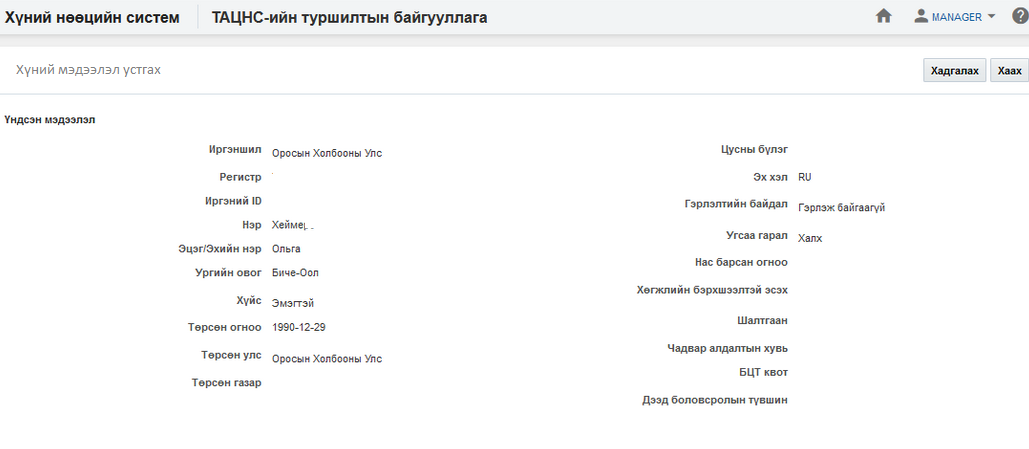 Хүний нөөцийн систем
ТАЦНС-ийн туршилтын байгууллага
MANAGER
?
Хүний мэдээлэл устгах
Хадгалах
Хаах
Үндсэн мэдээлэл
Иргэншил Оросын Холбооны Улс
Регистр
Иргэний ID
Нэр
Эцэг/Эхийн нэр Ольга
Ургийн овог Биче-Оол
Хүйс Эмэгтэй
Төрсөн огноо 1990-12-29
Төрсөн улс Оросын Холбооны Улс
Төрсөн газар
Цусны бүлэг
Эх хэл RU
Гэрлэлтийн байдал Гэрлэж байгаагүй
Угсаа гарал Халх
Нас барсан огноо
Хөгжлийн бэрхшээлтэй эсэх
Шалтгаан
Чадвар алдалтын хувь
БЦТ квот
Дээд боловсролын түвшин